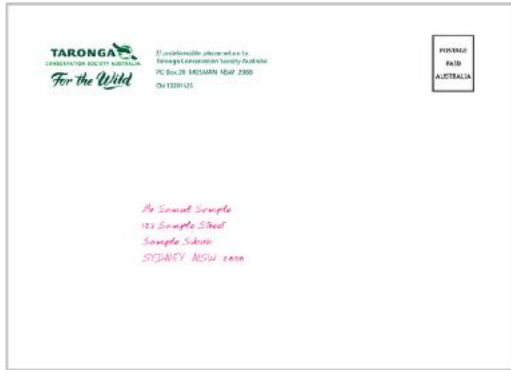 TARONGA
CONSERVATION SOCIETY AUSTRALIA
For the Wild
If undeliverable please return to
Taronga Conservation Society Australia
PO Box 20 MOSMAN NSW 2088
POSTAGE
PAID
AUSTRALIA
Mr Samuel Sample
123 Sample Street
Sample Suburb
SYDNEY NSW 2000